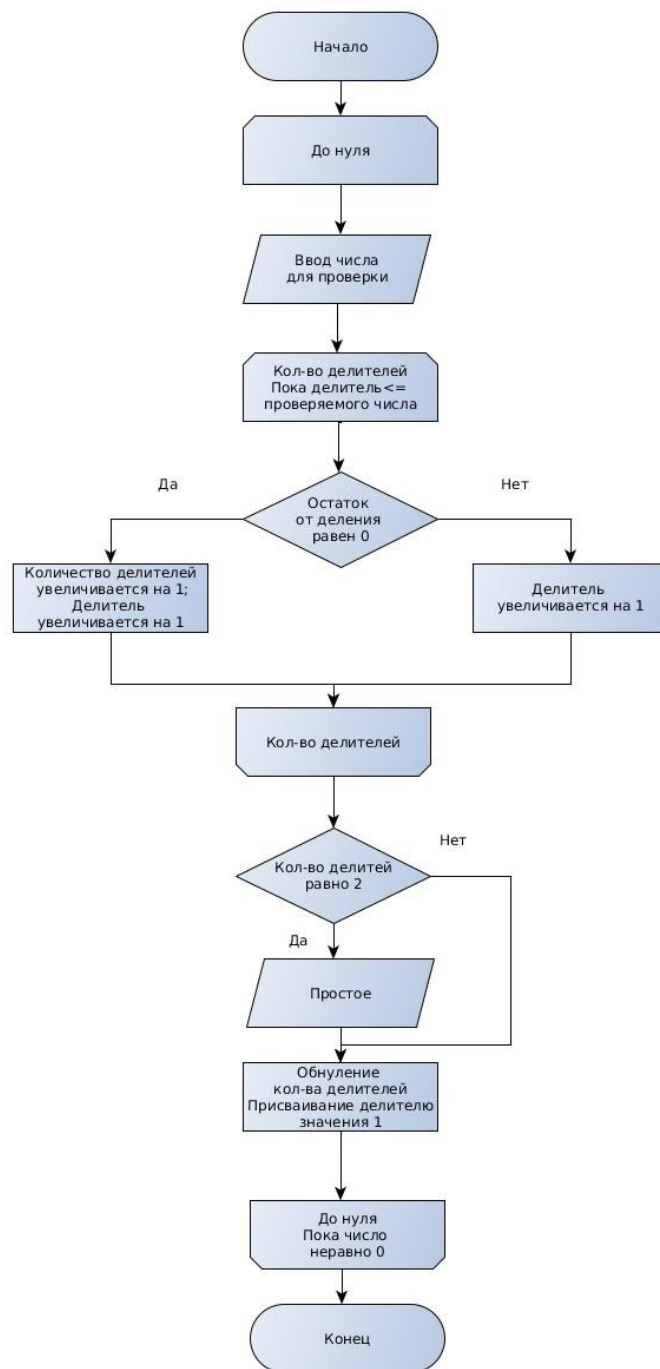 Начало
До нуля
Ввод числа
для проверки
Кол-во делителей
Пока делитель<=
проверяемого числа
Да
Нет
Остаток
от деления
равен 0
Количество делителей
увеличивается на 1;
Делитель
увеличивается на 1
Делитель
увеличивается на 1
Кол-во делителей
Нет
Кол-во делитей
равно 2
Да
Простое
Обнуление
кол-ва делителей
Присваивание делителю
значения 1
До нуля
Пока число
неравно 0
Конец